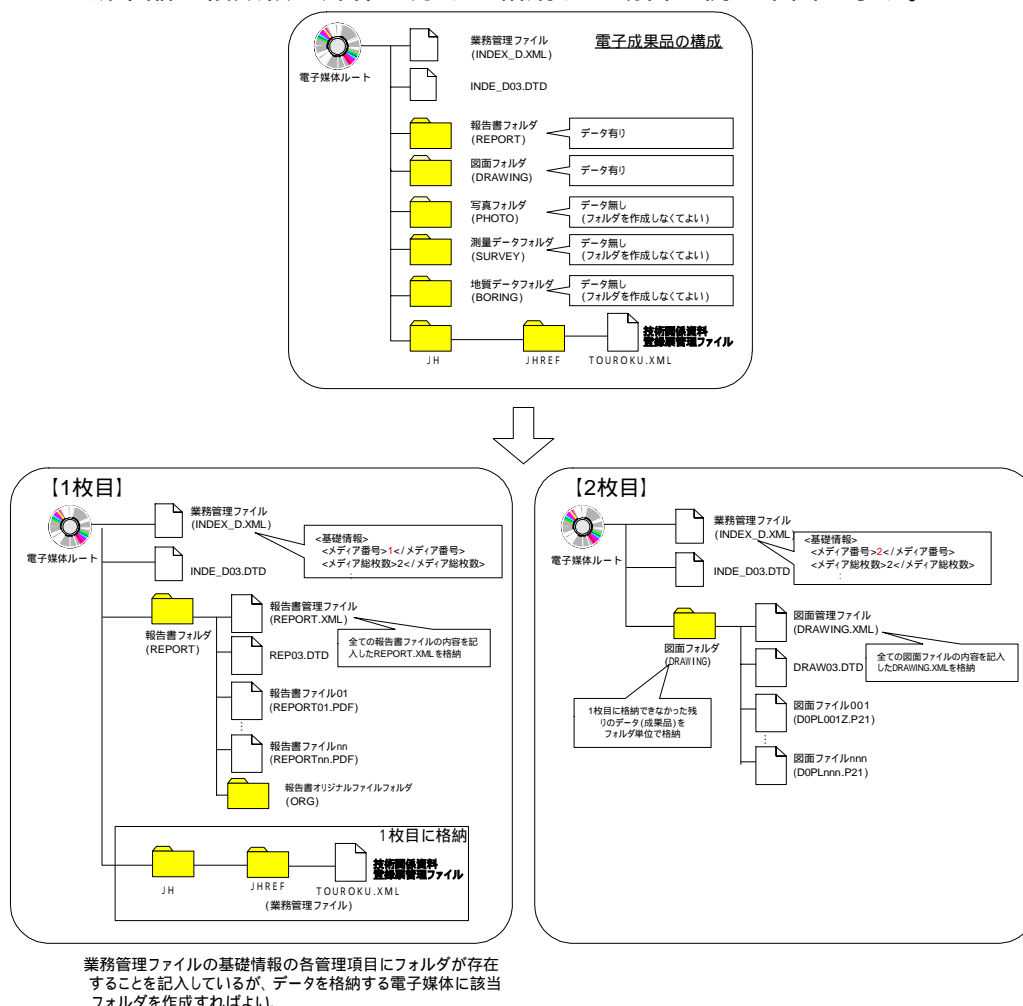 電子成果品の構成
電子媒体ルート
業務管理ファイル
(INDEX_D.XML)
INDE_D03.DTD
報告書フォルダ
(REPORT)
データ有り
図面フォルダ
(DRAWING)
データ有り
写真フォルダ
(PHOTO)
データ無し
(フォルダを作成しなくてよい)
測量データフォルダ
(SURVEY)
データ無し
(フォルダを作成しなくてよい)
地質データフォルダ
(BORING)
データ無し
(フォルダを作成しなくてよい)
JH
JHREF
技術関係資料
登録票管理ファイル
TOUROKU.XML
【1枚目】
電子媒体ルート
業務管理ファイル
(INDEX_D.XML)
<基礎情報>
<メディア番号>1</メディア番号>
<メディア総枚数>2</メディア総枚数>
:
INDE_D03.DTD
報告書フォルダ
(REPORT)
報告書管理ファイル
(REPORT.XML)
全ての報告書ファイルの内容を記
入したREPORT.XMLを格納
REP03.DTD
報告書ファイル01
(REPORT01.PDF)
⋮
報告書ファイルnn
(REPORTnn.PDF)
報告書オリジナルファイルフォルダ
(ORG)
1枚目に格納
JH
JHREF
技術関係資料
登録票管理ファイル
TOUROKU.XML
(業務管理ファイル)
【2枚目】
電子媒体ルート
業務管理ファイル
(INDEX_D.XML)
<基礎情報>
<メディア番号>2</メディア番号>
<メディア総枚数>2</メディア総枚数>
:
INDE_D03.DTD
図面フォルダ
(DRAWING)
1枚目に格納できなかった残
りのデータ(成果品)を
フォルダ単位で格納
図面管理ファイル
(DRAWING.XML)
全ての図面ファイルの内容を記入
したDRAWING.XMLを格納
DRAW03.DTD
図面ファイル001
(D0PL001Z.P21)
⋮
図面ファイルnnn
(D0PLnnn.P21)
業務管理ファイルの基礎情報の各管理項目にフォルダが存在
することを記入しているが、データを格納する電子媒体に該当
フォルダを作成すればよい.